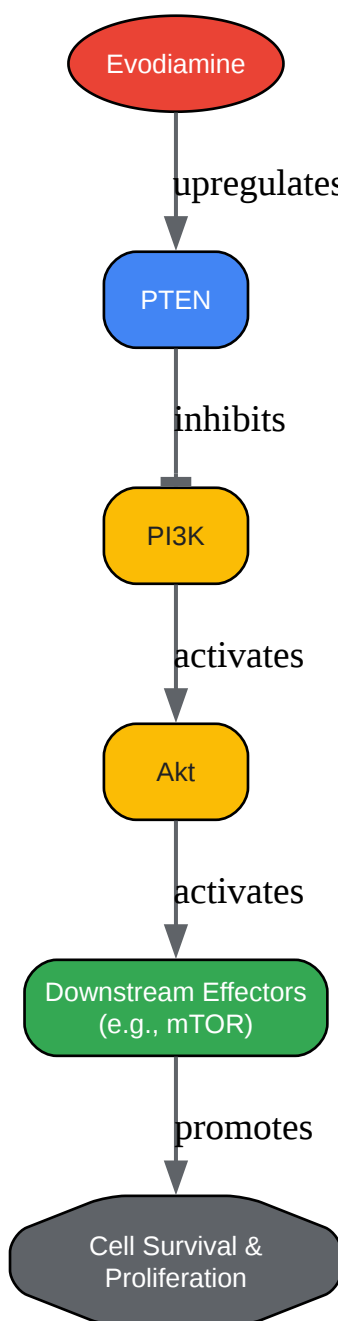 Evodiamine
upregulates
PTEN
inhibits
PI3K
activates
Akt
activates
Downstream Effectors
(e.g., mTOR)
promotes
Cell Survival &
Proliferation